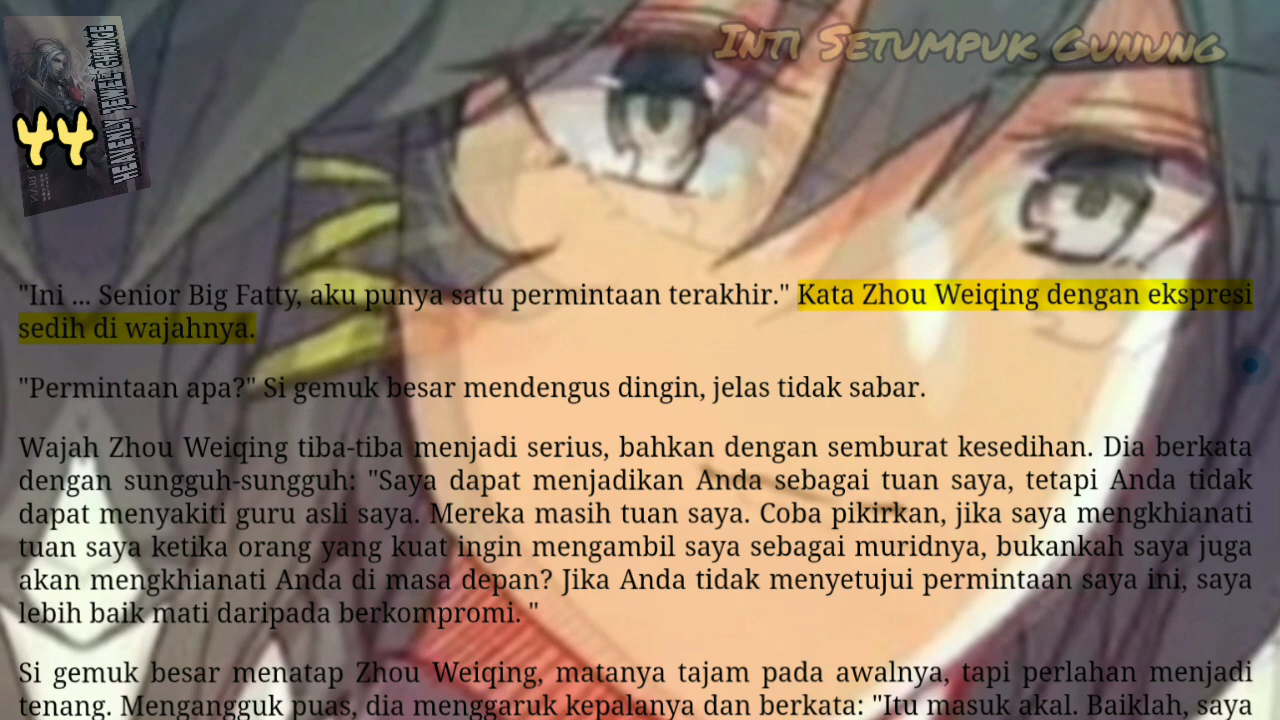 Inti Setumpuk Gunung
HEAVENLY JEWEL CHANGE
44
"Ini ... Senior Big Fatty, aku punya satu permintaan terakhir." Kata Zhou Weiqing dengan ekspresi
sedih di wajahnya.
"Permintaan apa?" Si gemuk besar mendengus dingin, jelas tidak sabar.
Wajah Zhou Weiqing tiba-tiba menjadi serius, bahkan dengan semburat kesedihan. Dia berkata
dengan sungguh-sungguh: "Saya dapat menjadikan Anda sebagai tuan saya, tetapi Anda tidak
dapat menyakiti guru asli saya. Mereka masih tuan saya. Coba pikirkan, jika saya mengkhianati
tuan saya ketika orang yang kuat ingin mengambil saya sebagai muridnya, bukankah saya juga
akan mengkhianati Anda di masa depan? Jika Anda tidak menyetujui permintaan saya ini, saya
lebih baik mati daripada berkompromi. "
Si gemuk besar menatap Zhou Weiqing, matanya tajam pada awalnya, tapi perlahan menjadi
tenang. Mengangguk puas, dia menggaruk kepalanya dan berkata: "Itu masuk akal. Baiklah, saya